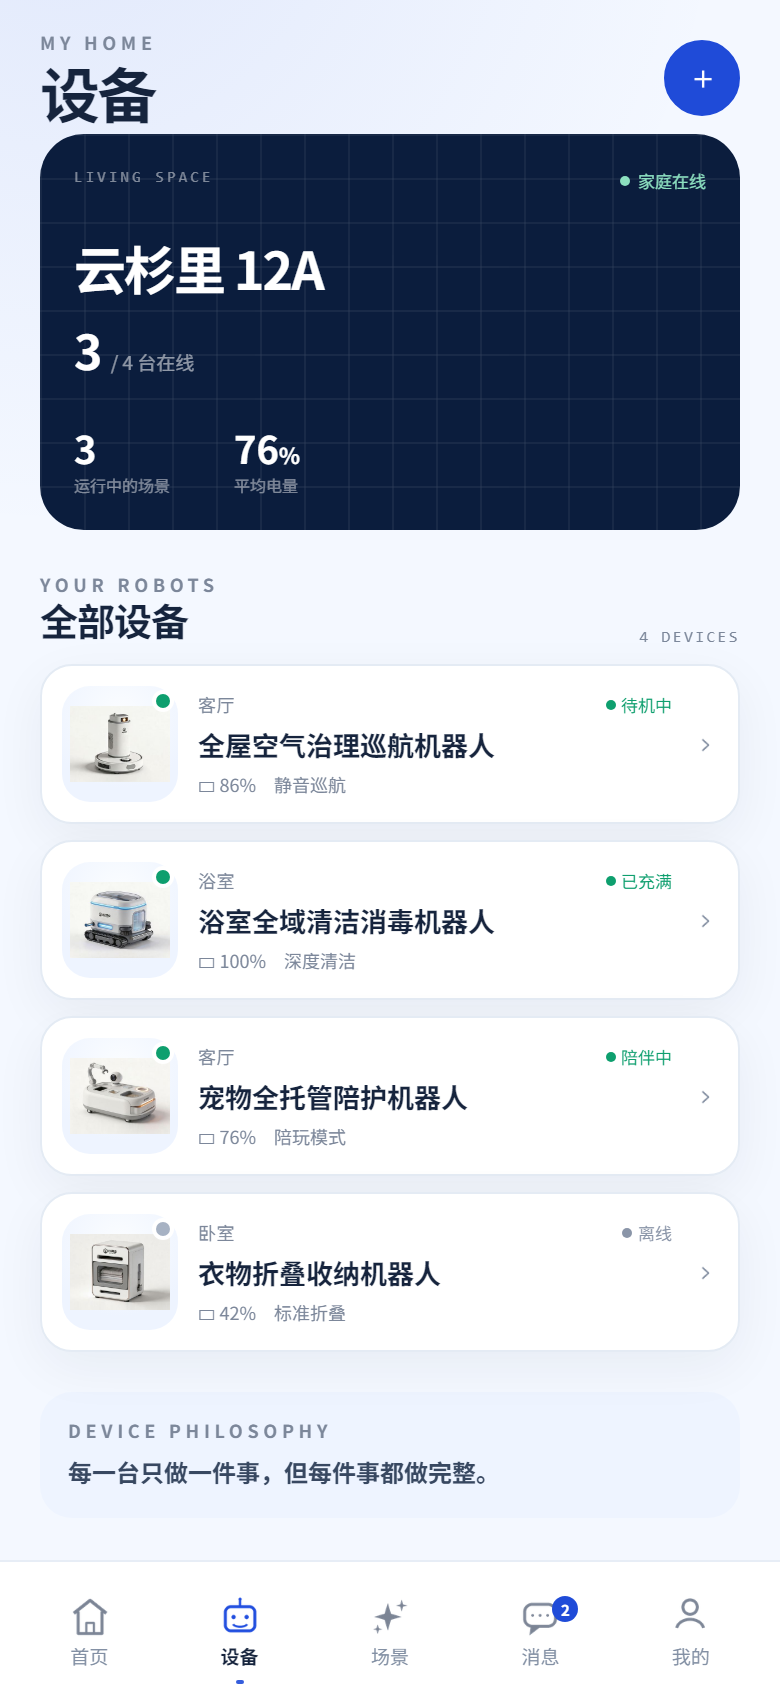 MY HOME
设备
+
LIVING SPACE
家庭在线
云杉里 12A
3 / 4 台在线
3
运行中的场景
76%
平均电量
YOUR ROBOTS
全部设备
4 DEVICES
客厅
待机中
全屋空气治理巡航机器人
86% 静音巡航
浴室
已充满
浴室全域清洁消毒机器人
100% 深度清洁
客厅
陪伴中
宠物全托管陪护机器人
76% 陪玩模式
卧室
离线
衣物折叠收纳机器人
42% 标准折叠
DEVICE PHILOSOPHY
每一台只做一件事，但每件事都做完整。
2
首页
设备
场景
消息
我的